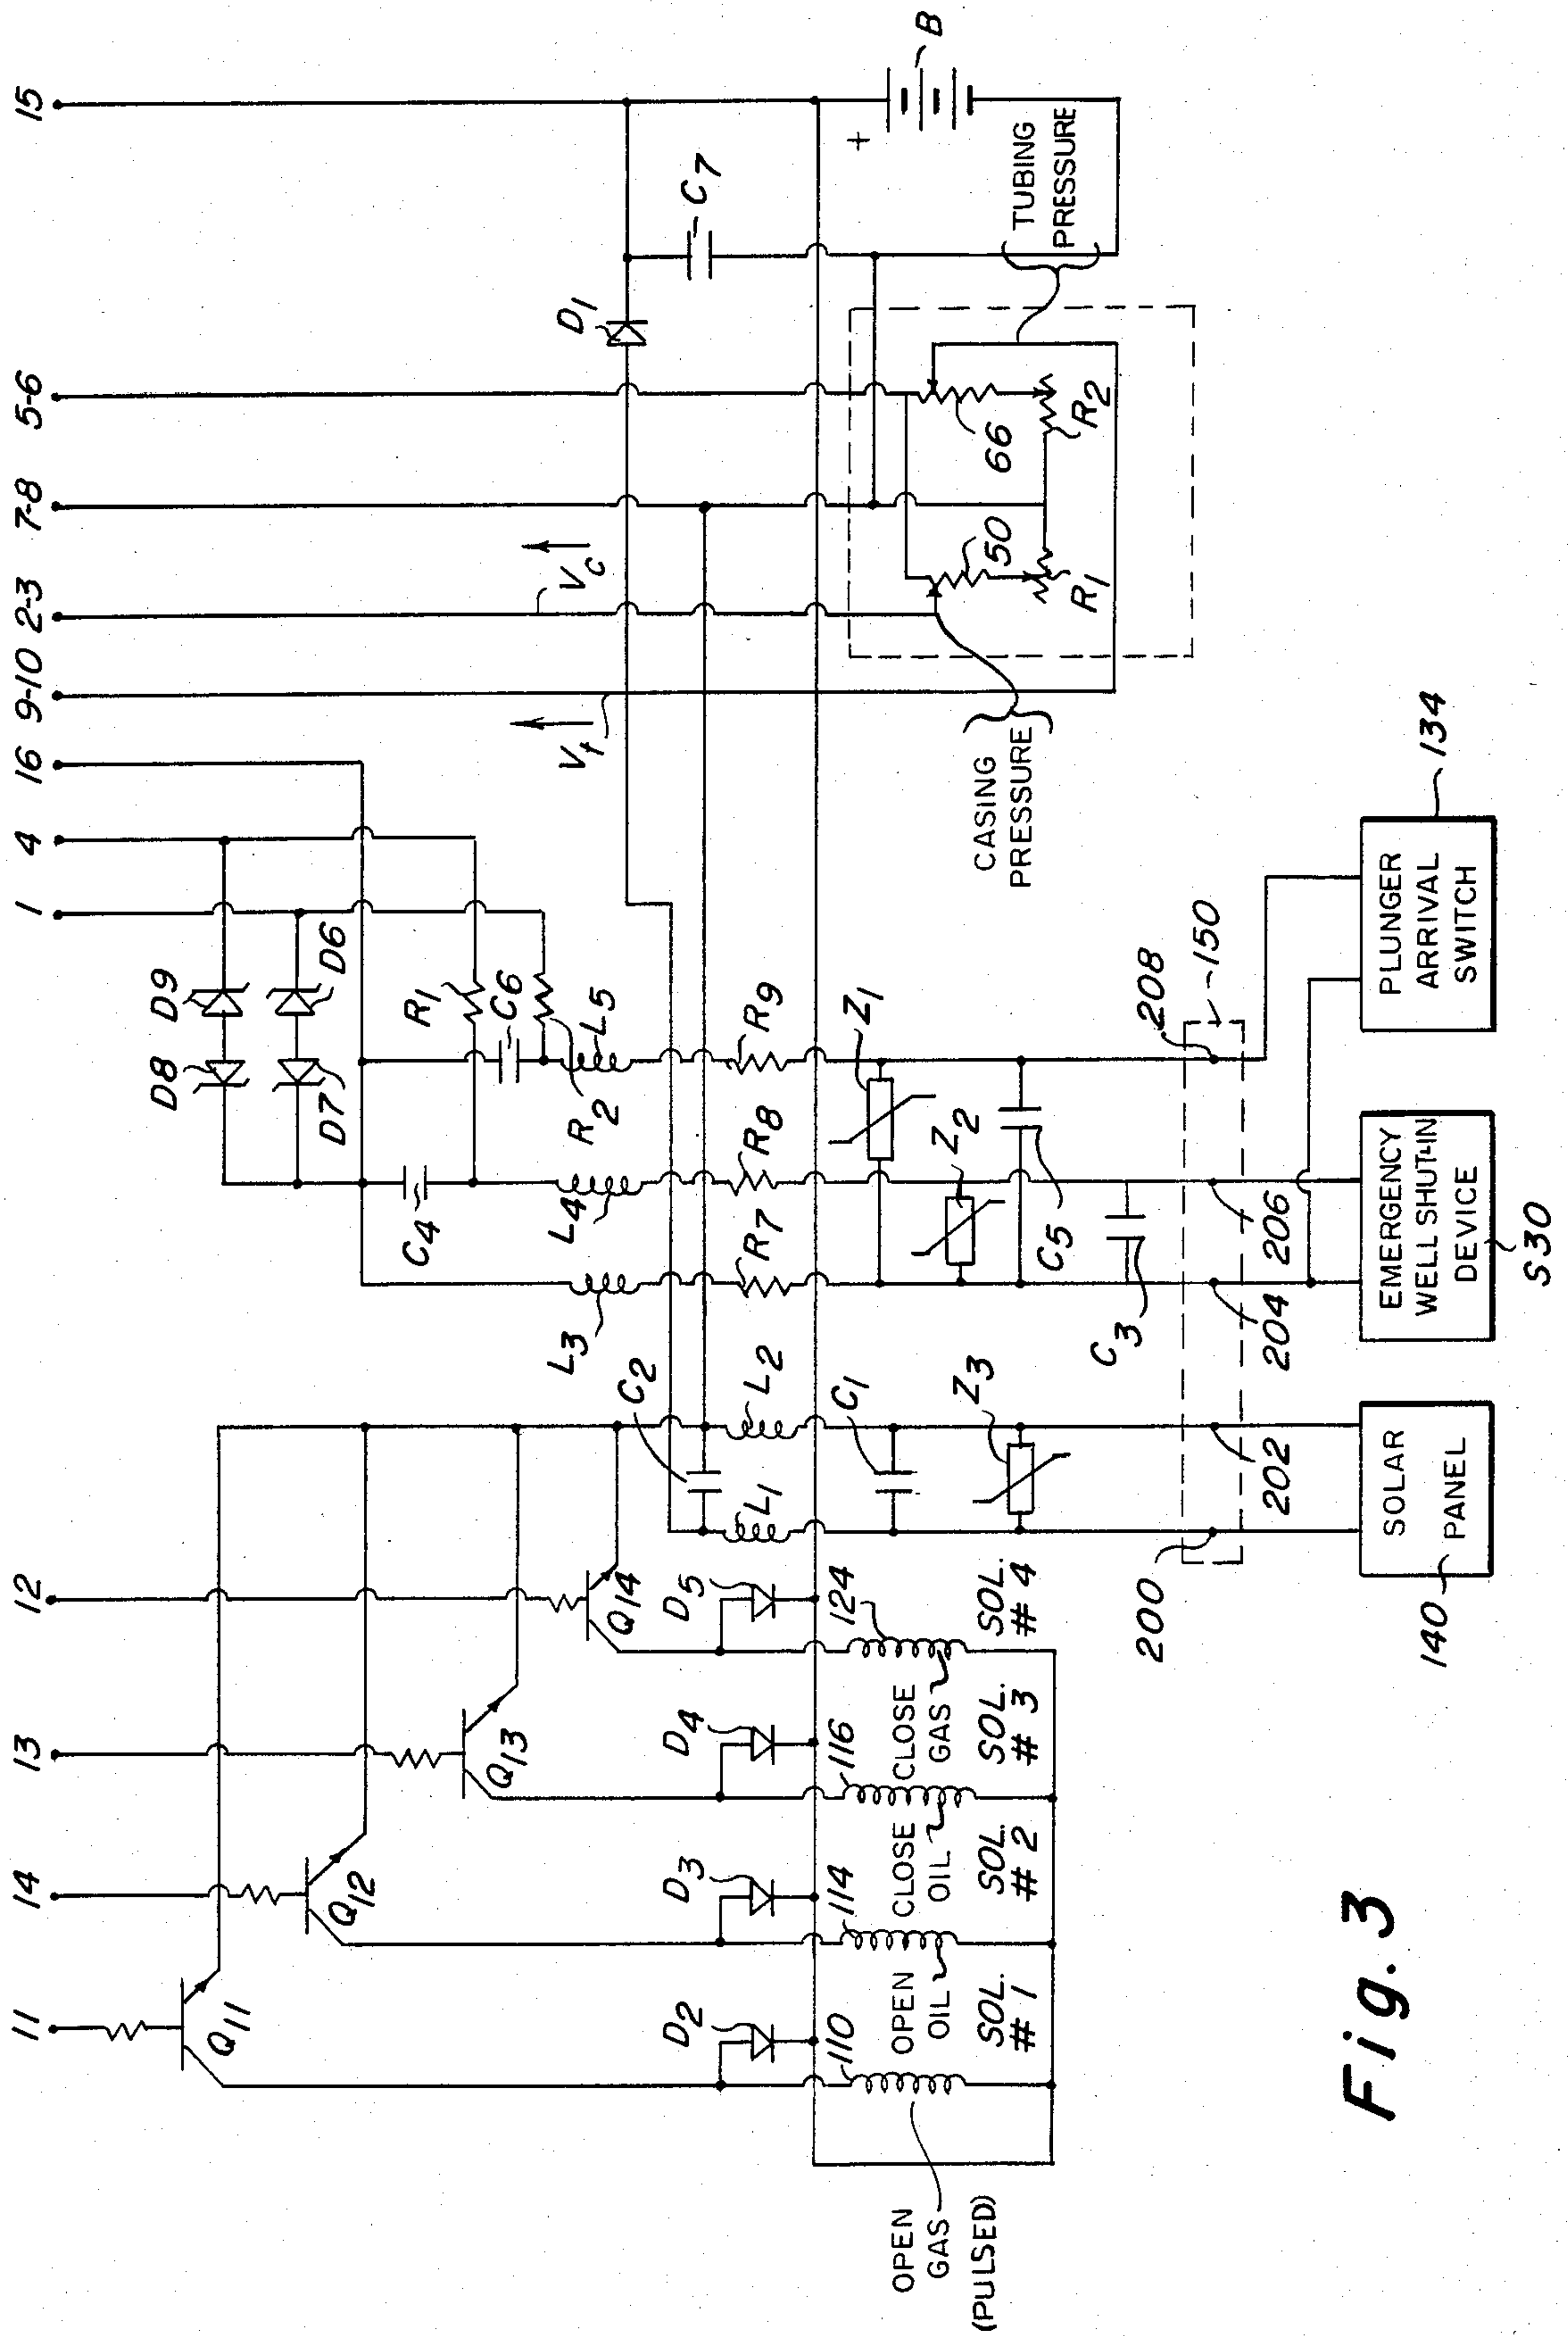 11
14
13
12
1
4
16
9-10
2-3
7-8
5-6
15
Q11
Q12
Q13
Q14
D9
D8
D6
D7
R1
C6
R2
L5
C4
L4
L3
R9
R8
R7
Vt
Vc
D1
C7
B
+
D2
D3
D4
D5
C2
L1
L2
C1
Z3
Z1
Z2
C5
C3
110
114
116
124
OPEN
GAS
(PULSED)
OPEN
OIL
CLOSE
OIL
CLOSE
GAS
SOL.
# 1
SOL.
# 2
SOL.
# 3
SOL.
# 4
50
66
R1
R2
CASING
PRESSURE
TUBING
PRESSURE
200
202
204
206
208
150
SOLAR
PANEL
140
EMERGENCY
WELL SHUT-IN
DEVICE
S30
PLUNGER
ARRIVAL
SWITCH
134
Fig. 3